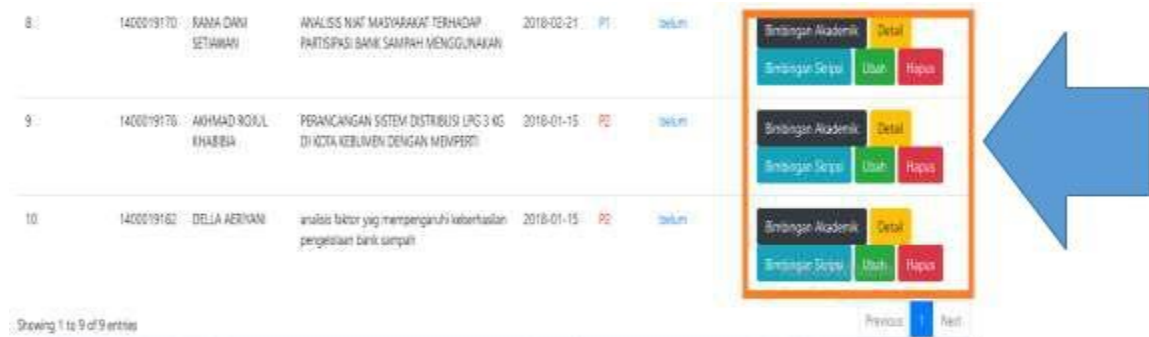 8 1400019170 RAMA DANI ANALISIS NIAT MASYARAKAT TERHADAP 2018-02-21 P1 belum Bimbingan Akademik Detail
SETIAWAN PARTISIPASI BANK SAMPAH MENGGUNAKAN
Bimbingan Skripsi Ubah Hapus
9 1400019178 AKHMAD ROJUL PERANCANGAN SISTEM DISTRIBUSI LPG 3 KG 2018-01-15 P2 belum Bimbingan Akademik Detail
KHABIBIA DI KOTA KEBUMEN DENGAN MEMPERTI
Bimbingan Skripsi Ubah Hapus
10 1400019182 DELLA AERIYANI analisis faktor yag mempengaruhi keberhasilan 2018-01-15 P2 belum Bimbingan Akademik Detail
pengelolaan bank sampah
Bimbingan Skripsi Ubah Hapus
Showing 1 to 9 of 9 entries Previous 1 Next